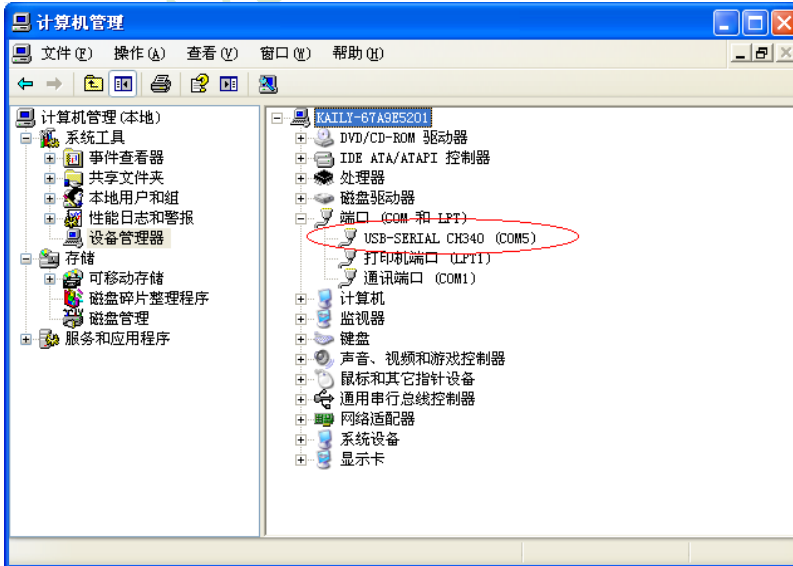 计算机管理
文件(F) 操作(A) 查看(V) 窗口(W) 帮助(H)
计算机管理(本地)
系统工具
事件查看器
共享文件夹
本地用户和组
性能日志和警报
设备管理器
存储
可移动存储
磁盘碎片整理程序
磁盘管理
服务和应用程序
KAILY-67A9E5201
DVD/CD-ROM 驱动器
IDE ATA/ATAPI 控制器
处理器
磁盘驱动器
端口 (COM 和 LPT)
USB-SERIAL CH340 (COM5)
打印机端口 (LPT1)
通讯端口 (COM1)
计算机
监视器
键盘
声音、视频和游戏控制器
鼠标和其它指针设备
通用串行总线控制器
网络适配器
系统设备
显示卡